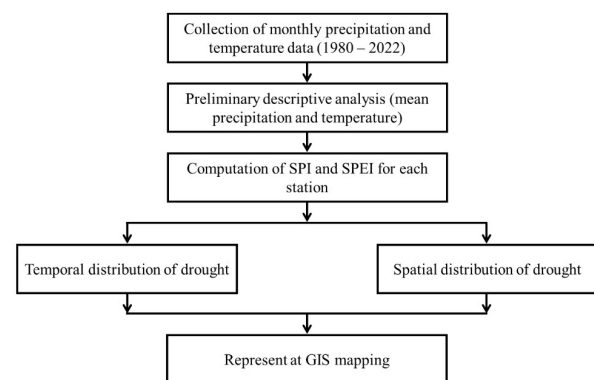 Collection of monthly precipitation and
temperature data (1980 – 2022)
Preliminary descriptive analysis (mean
precipitation and temperature)
Computation of SPI and SPEI for each
station
Temporal distribution of drought
Spatial distribution of drought
Represent at GIS mapping